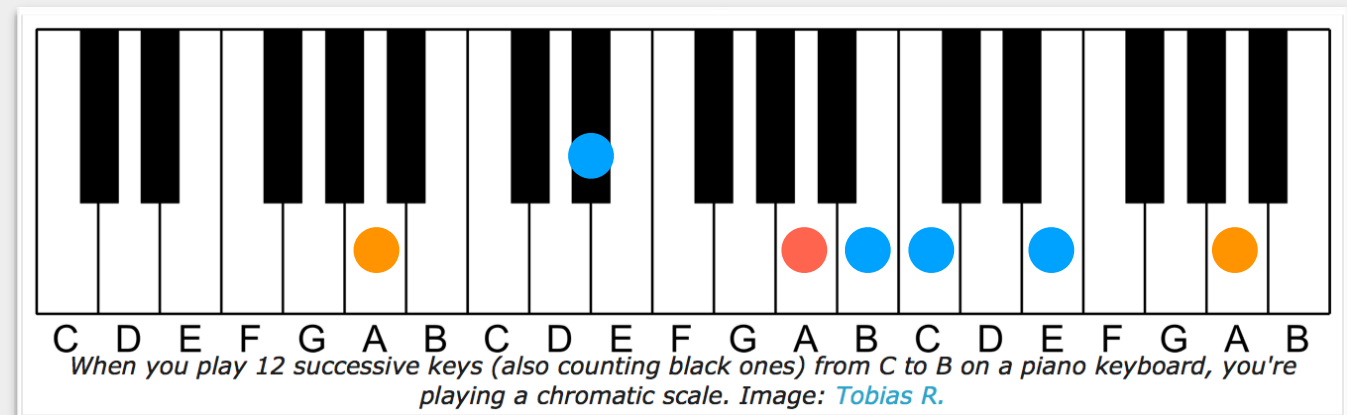 C D E F G A B C D E F G A B C D E F G A B
When you play 12 successive keys (also counting black ones) from C to B on a piano keyboard, you're
playing a chromatic scale. Image: Tobias R.